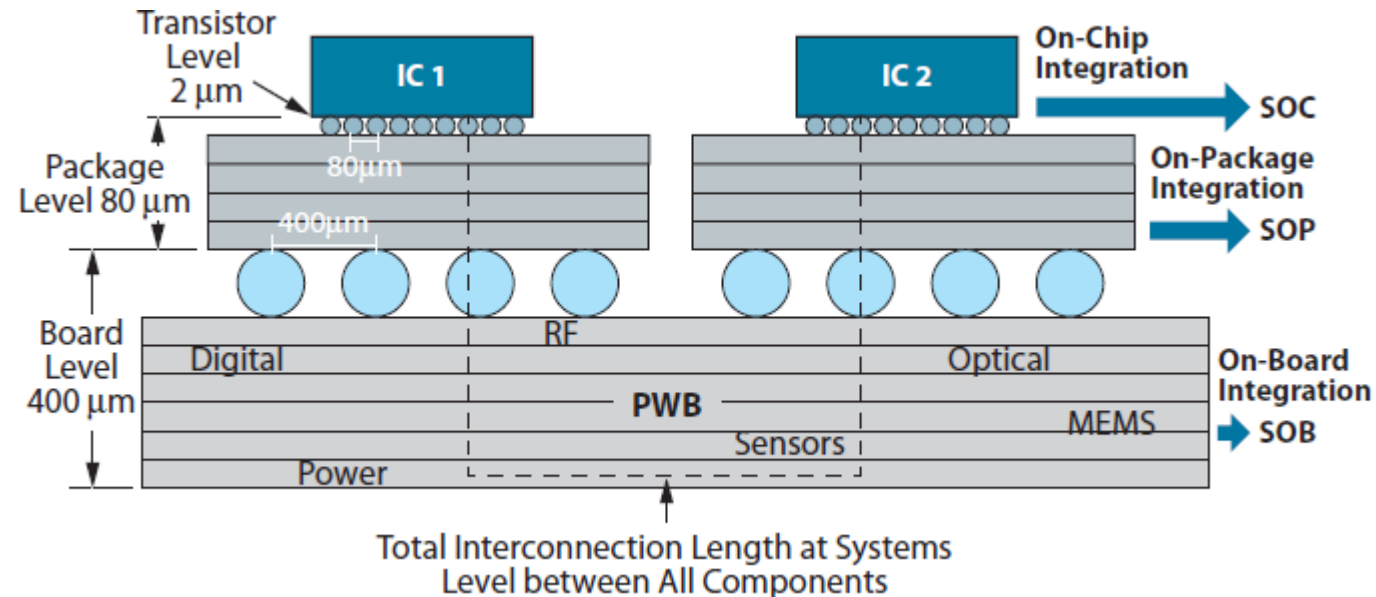 Transistor
Level
2 μm
IC 1
IC 2
On-Chip
Integration
SOC
Package
Level 80 μm
80μm
400μm
On-Package
Integration
SOP
Board
Level
400 μm
RF
Digital
Optical
PWB
Sensors
MEMS
Power
On-Board
Integration
SOB
Total Interconnection Length at Systems
Level between All Components